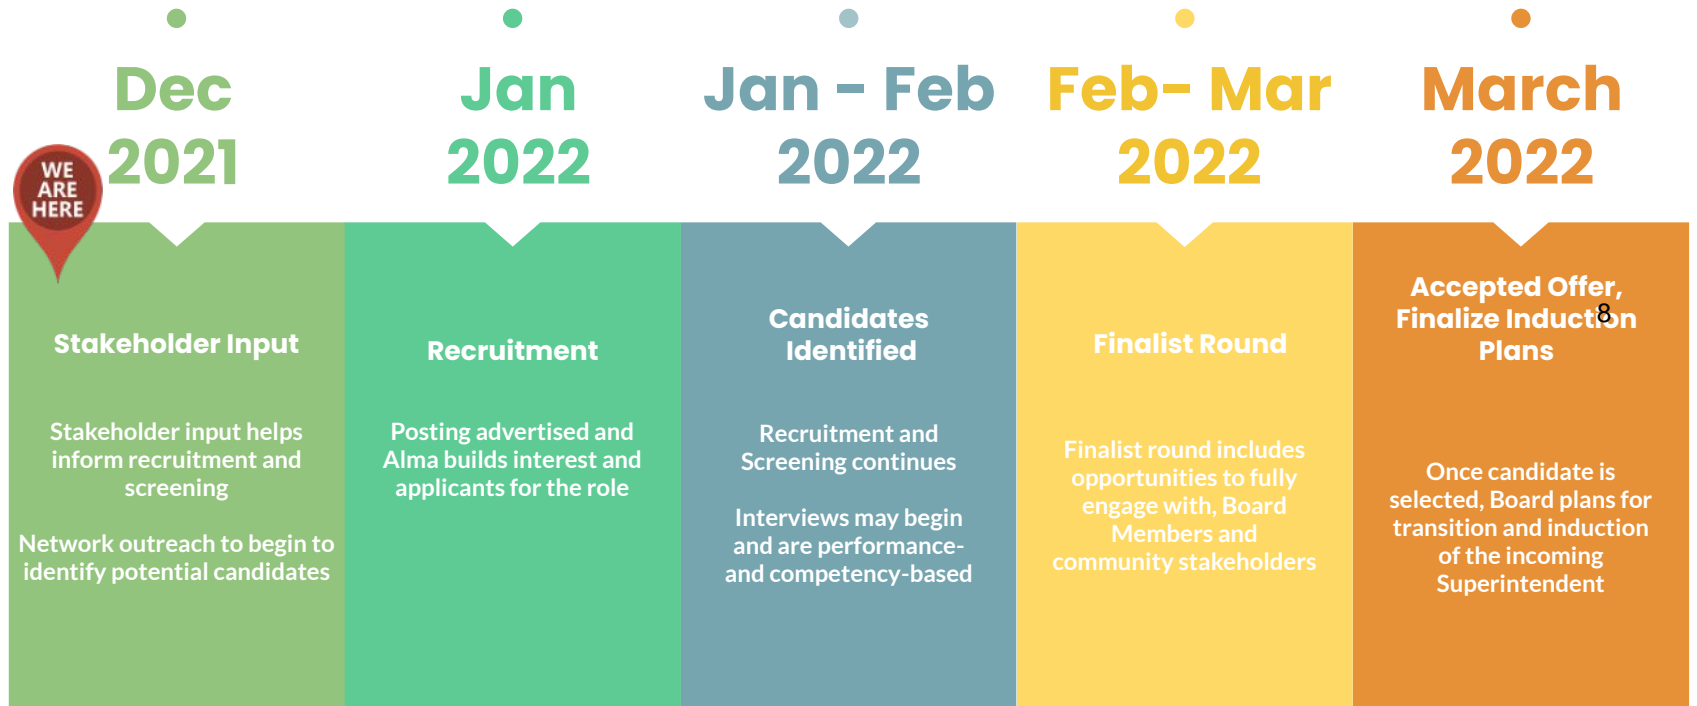 Dec
2021
WE
ARE
HERE
Stakeholder Input
Stakeholder input helps
inform recruitment and
screening
Network outreach to begin to
identify potential candidates
Jan
2022
Recruitment
Posting advertised and
Alma builds interest and
applicants for the role
Jan - Feb
2022
Candidates
Identified
Recruitment and
Screening continues
Interviews may begin
and are performance-
and competency-based
Feb- Mar
2022
Finalist Round
Finalist round includes
opportunities to fully
engage with, Board
Members and
community stakeholders
March
2022
Accepted Offer,
Finalize Induction
Plans
8
Once candidate is
selected, Board plans for
transition and induction
of the incoming
Superintendent